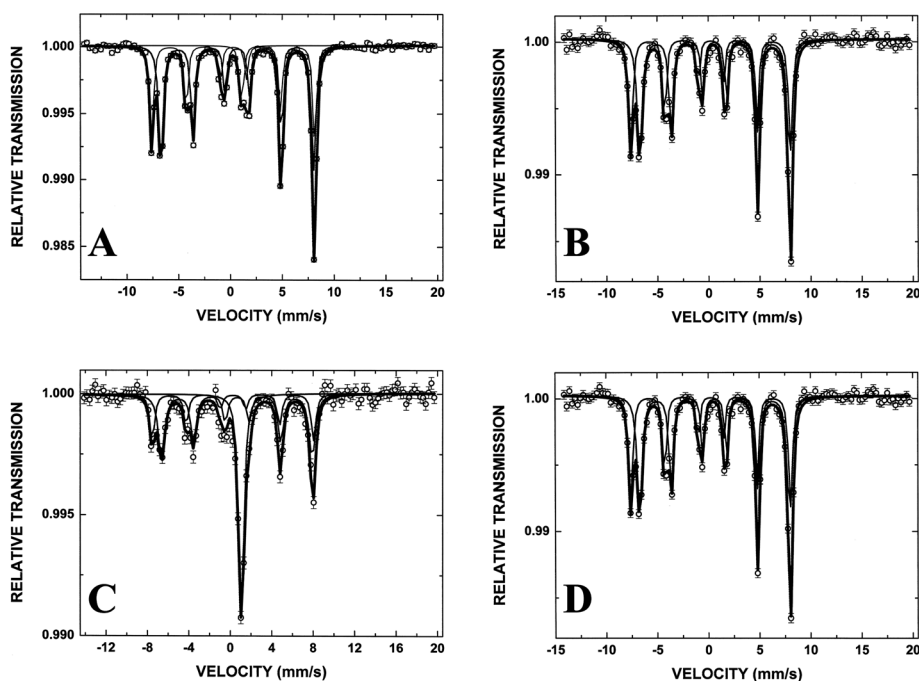 RELATIVE TRANSMISSION
1.000
0.995
0.990
0.985
A
-10 -5 0 5 10 15 20
VELOCITY (mm/s)
RELATIVE TRANSMISSION
1.00
0.99
B
-15 -10 -5 0 5 10 15 20
VELOCITY (mm/s)
RELATIVE TRANSMISSION
1.000
0.995
0.990
C
-12 -8 -4 0 4 8 12 16 20
VELOCITY (mm/s)
RELATIVE TRANSMISSION
1.00
0.99
D
-15 -10 -5 0 5 10 15 20
VELOCITY (mm/s)